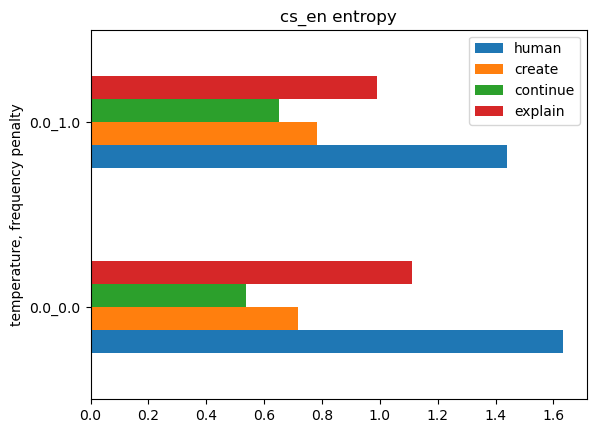 cs_en entropy
human
create
continue
explain
temperature, frequency penalty
0.0_1.0
0.0_0.0
0.0 0.2 0.4 0.6 0.8 1.0 1.2 1.4 1.6